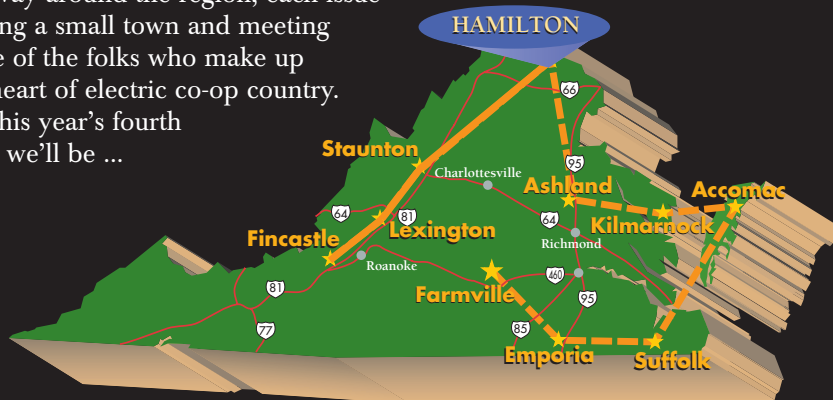 way around the region, each issue
ng a small town and meeting
e of the folks who make up
heart of electric co-op country.
his year's fourth
we'll be ...
HAMILTON
66
Staunton
95
Charlottesville
Ashland
Accomac
64
81
Lexington
64
Kilmarnock
Fincastle
Richmond
Roanoke
460
81
Farmville
95
77
85
Emporia
Suffolk